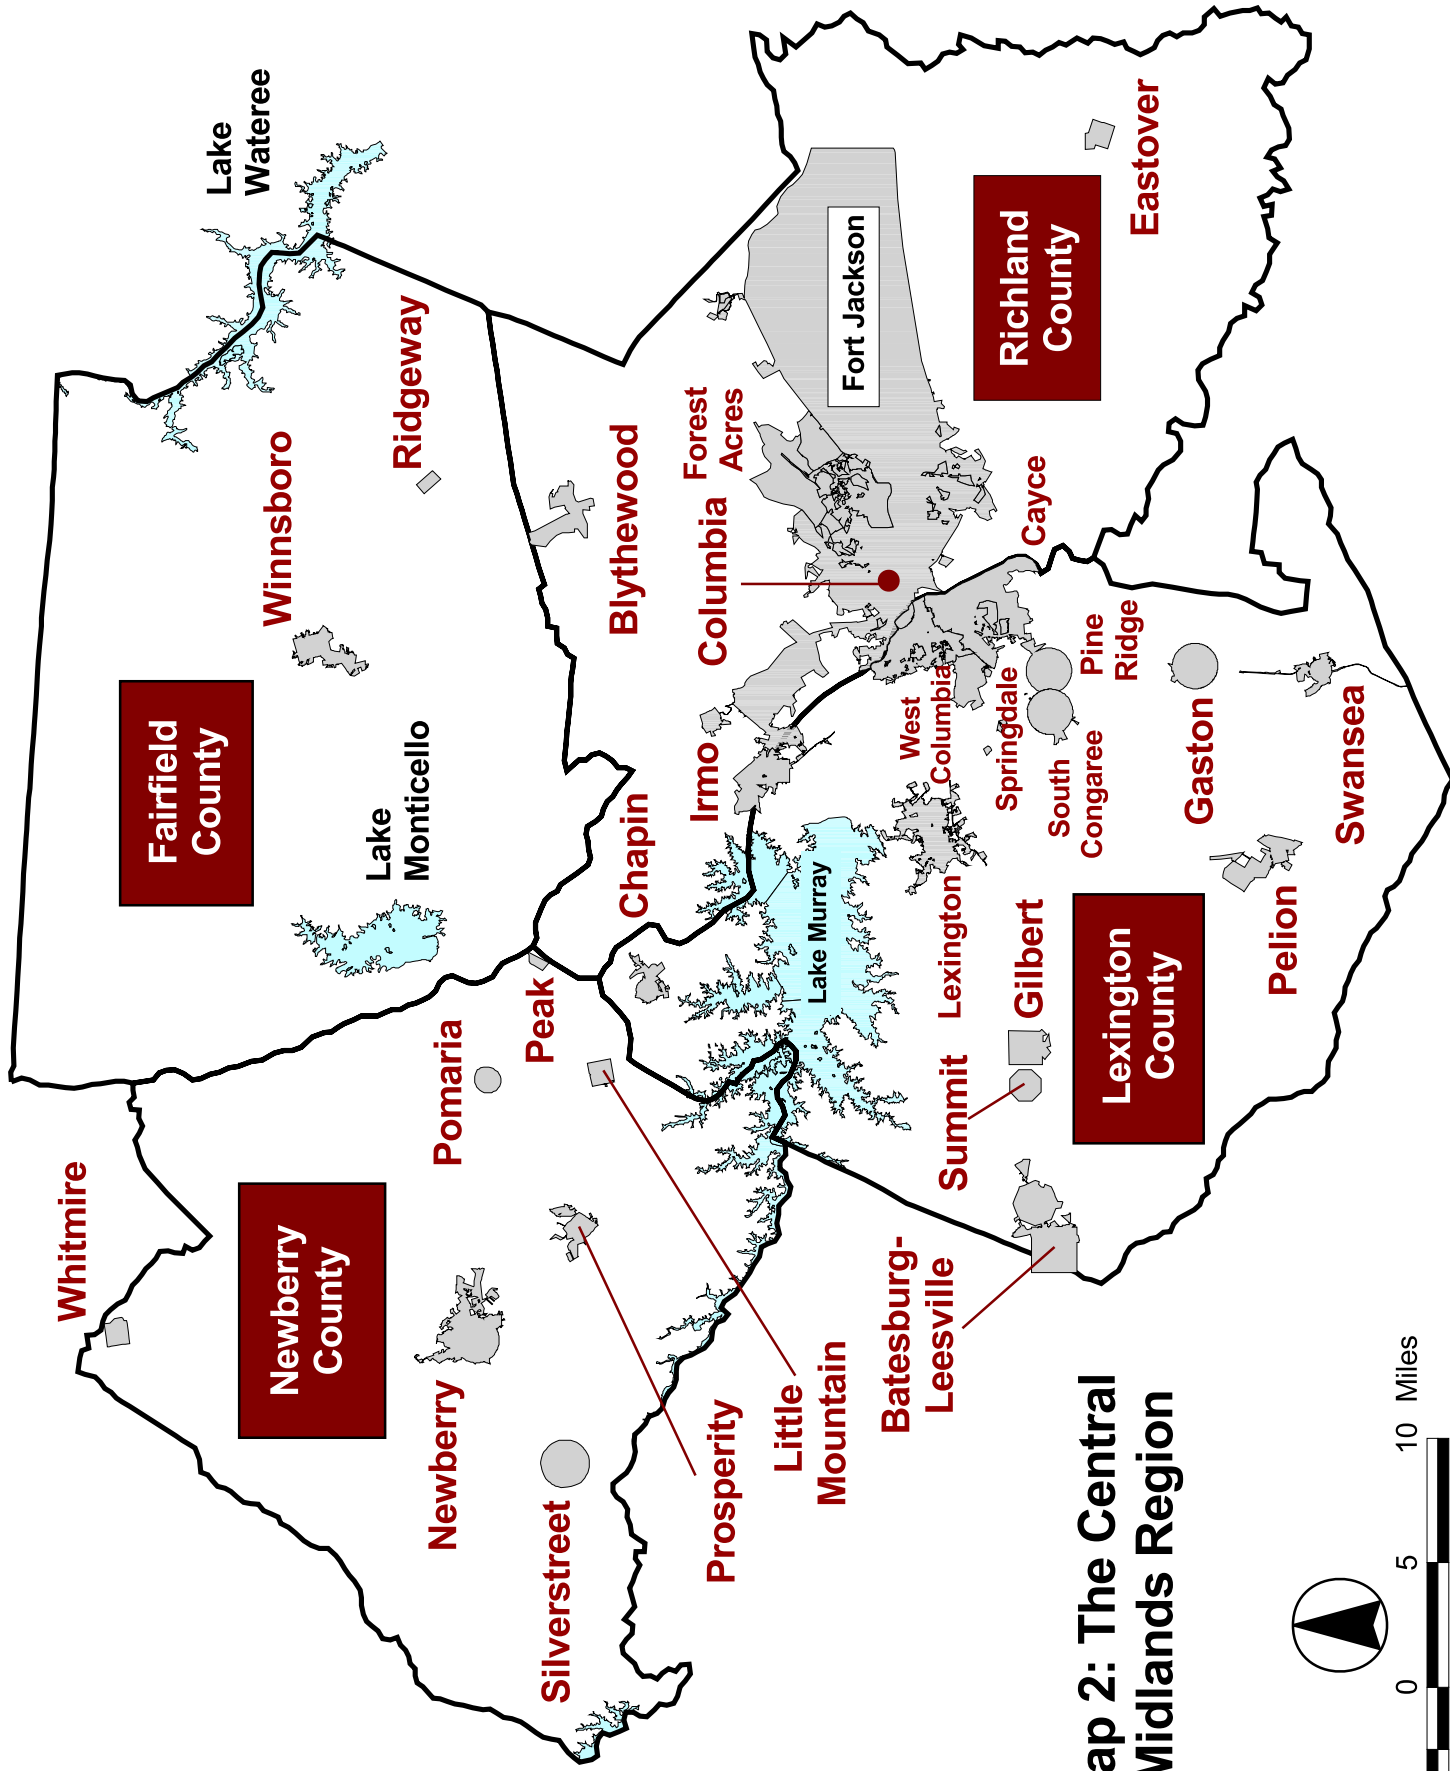 Whitmire
Newberry
County
Newberry
Silverstreet
Prosperity
Little
Mountain
Pomaria
Peak
Fairfield
County
Lake
Monticello
Winnsboro
Ridgeway
Lake
Wateree
Blythewood
Chapin
Irmo
Columbia
Forest
Acres
Fort Jackson
Richland
County
Eastover
Cayce
Lake Murray
West
Columbia
Springdale
South
Congaree
Pine
Ridge
Lexington
Gilbert
Summit
Batesburg-
Leesville
Lexington
County
Gaston
Swansea
Pelion
ap 2: The Central
Midlands Region
0 5 10 Miles